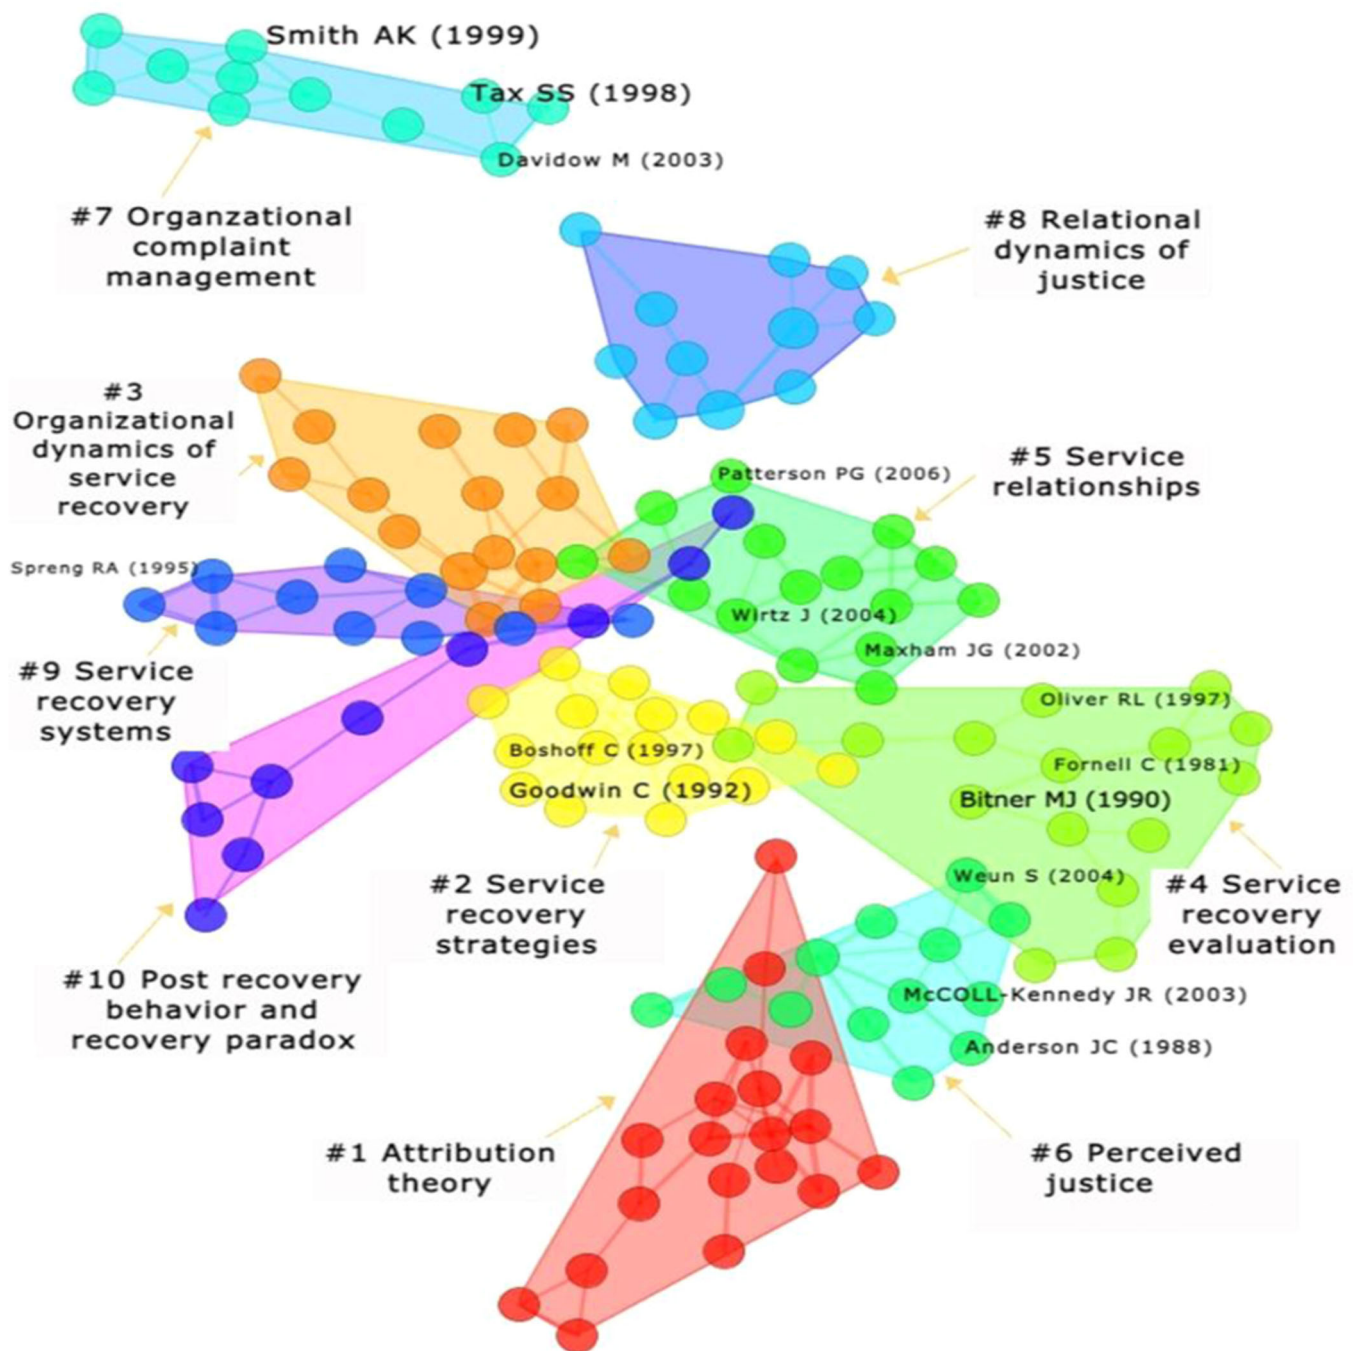 Smith AK (1999)
Tax SS (1998)
Davidow M (2003)
#7 Organzational
complaint
management
#8 Relational
dynamics of
justice
#3
Organizational
dynamics of
service
recovery
#5 Service
relationships
Patterson PG (2006)
Spreng RA (1995)
Wirtz J (2004)
Maxham JG (2002)
#9 Service
recovery
systems
Oliver RL (1997)
Boshoff C (1997)
Fornell C (1981)
Goodwin C (1992)
Bitner MJ (1990)
#2 Service
recovery
strategies
Weun S (2004)
#4 Service
recovery
evaluation
#10 Post recovery
behavior and
recovery paradox
McCOLL-Kennedy JR (2003)
Anderson JC (1988)
#1 Attribution
theory
#6 Perceived
justice